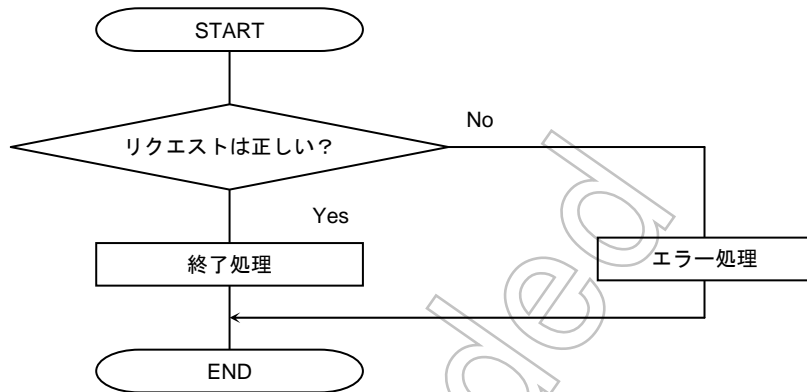 START
リクエストは正しい？
No
Yes
終了処理
エラー処理
END
ded